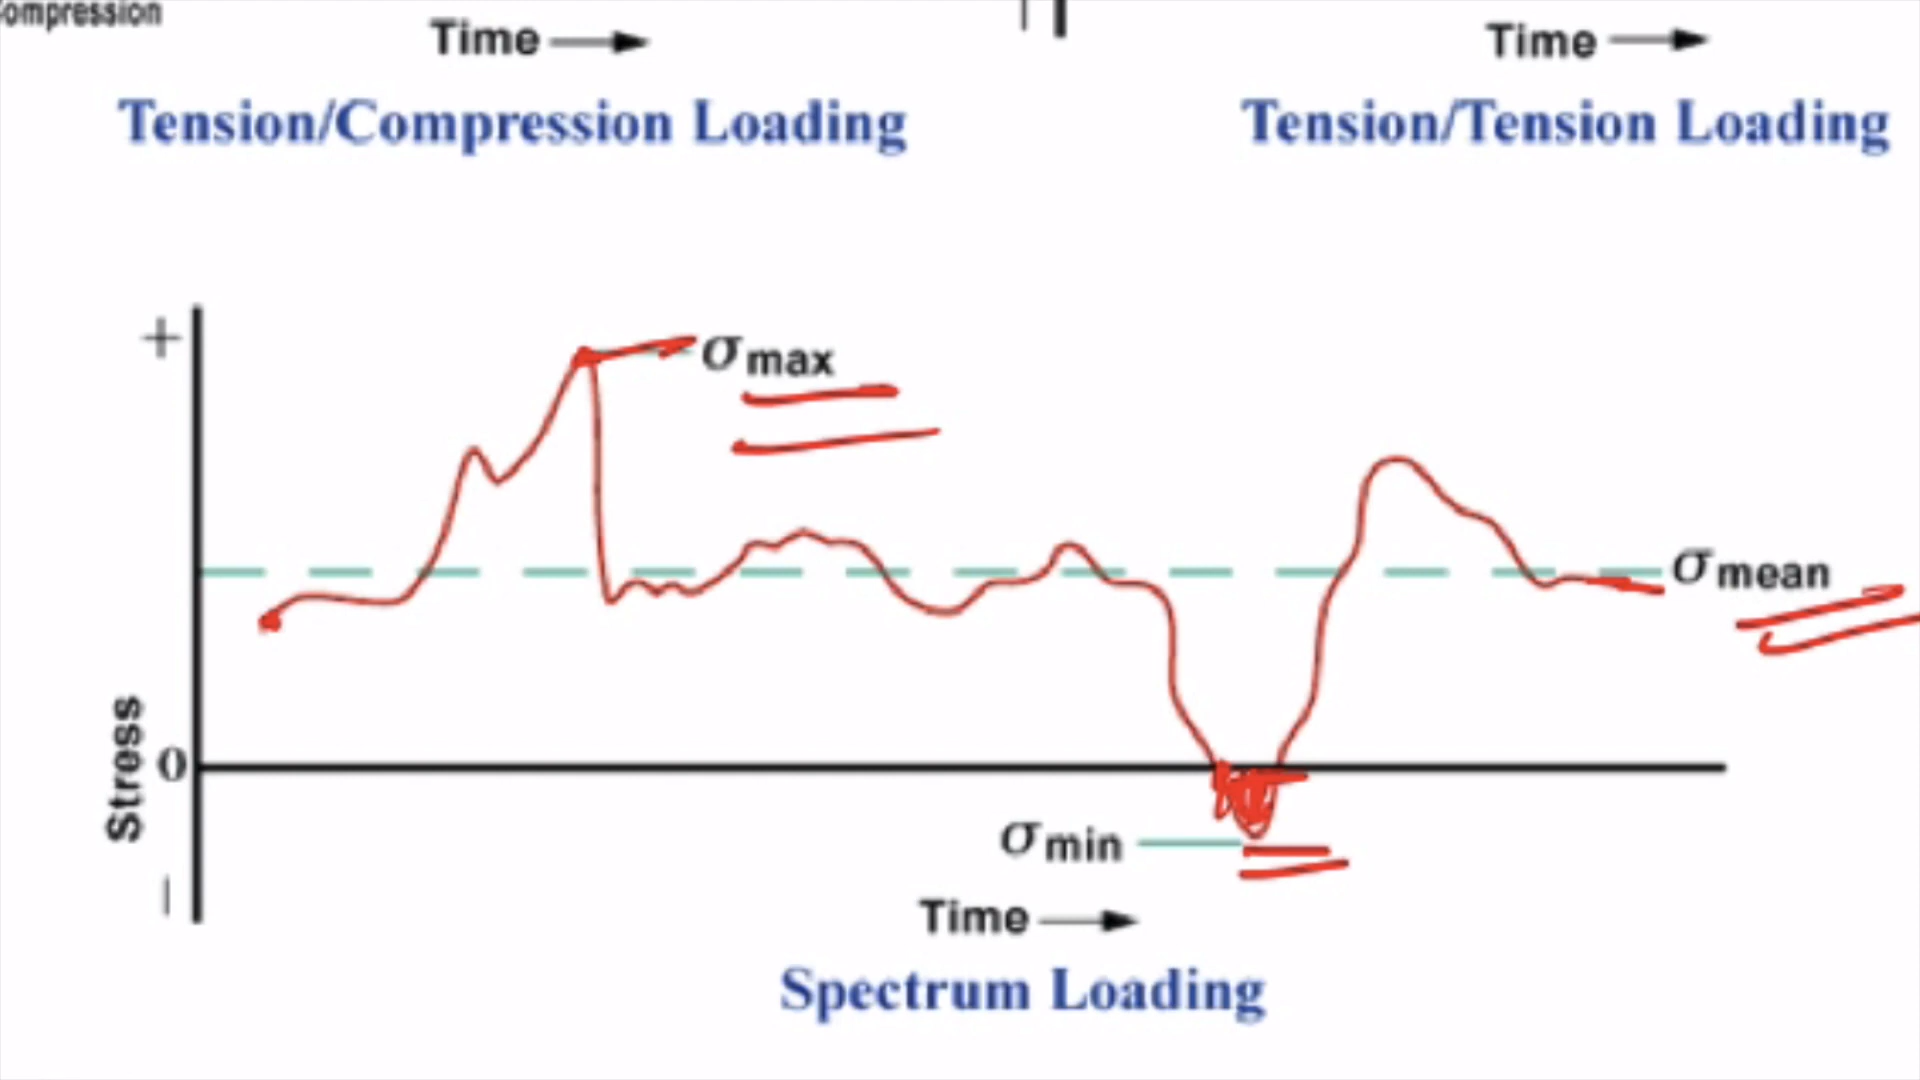 ompression
Time
Time
Tension/Compression Loading
Tension/Tension Loading
+
σmax
σmean
Stress
0
σmin
Time
Spectrum Loading